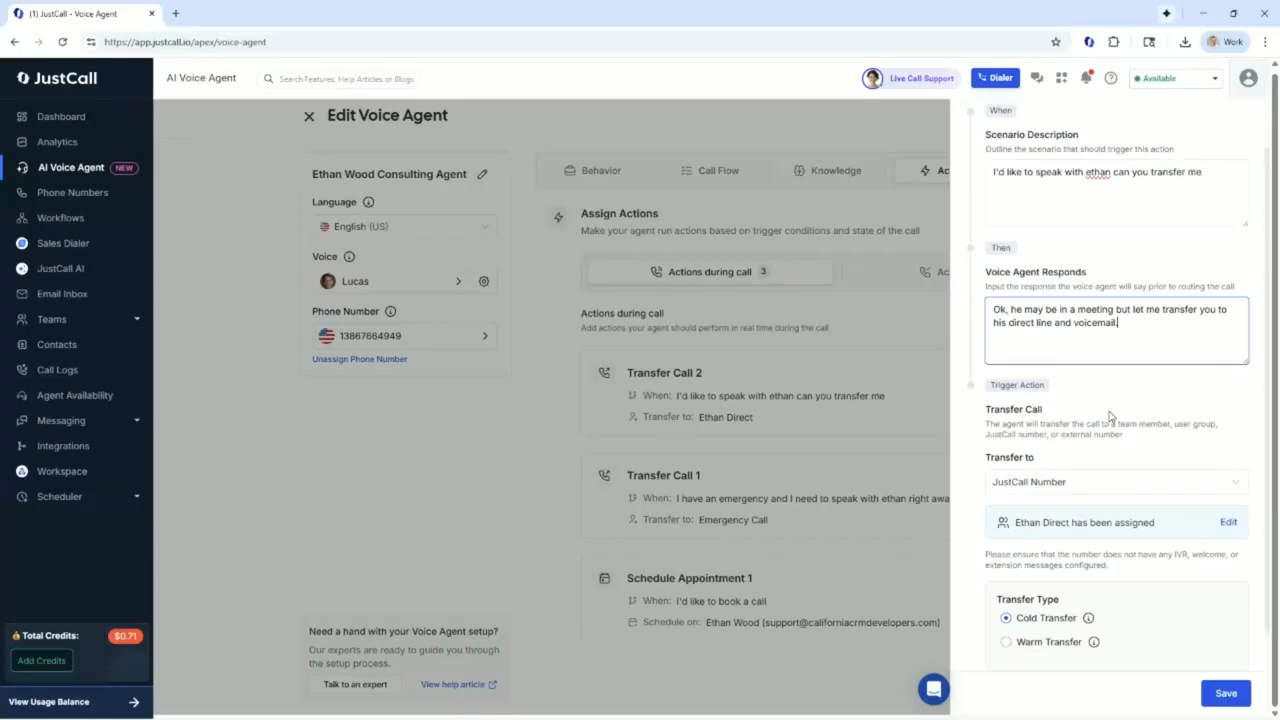 (1) JustCall - Voice Agent
https://app.justcall.io/apex/voice-agent
Work
JustCall
AI Voice Agent
Search Features, Help Articles or Blogs
Live Call Support
Dialer
Available
Dashboard
Analytics
AI Voice Agent NEW
Phone Numbers
Workflows
Sales Dialer
JustCall AI
Email Inbox
Teams
Contacts
Call Logs
Agent Availability
Messaging
Integrations
Workspace
Scheduler
Total Credits: $0.71
Add Credits
View Usage Balance
Edit Voice Agent
Ethan Wood Consulting Agent
Language
English (US)
Voice
Lucas
Phone Number
13867664949
Unassign Phone Number
Need a hand with your Voice Agent setup?
Our experts are ready to guide you through
the setup process.
Talk to an expert
View help article
Behavior
Call Flow
Knowledge
Ac
Assign Actions
Make your agent run actions based on trigger conditions and state of the call
Actions during call 3
Ac
Actions during call
Add actions your agent should perform in real time during the call
Transfer Call 2
When: I'd like to speak with ethan can you transfer me
Transfer to: Ethan Direct
Transfer Call 1
When: I have an emergency and I need to speak with ethan right awa
Transfer to: Emergency Call
Schedule Appointment 1
When: i'd like to book a call
Schedule on: Ethan Wood (support@californiacrmdevelopers.com)
When
Scenario Description
Outline the scenario that should trigger this action
I'd like to speak with ethan can you transfer me
Then
Voice Agent Responds
Input the response the voice agent will say prior to routing the call
Ok, he may be in a meeting but let me transfer you to
his direct line and voicemail.
Trigger Action
Transfer Call
The agent will transfer the call to a team member, user group,
JustCall number, or external number
Transfer to
JustCall Number
Ethan Direct has been assigned
Edit
Please ensure that the number does not have any IVR, welcome, or
extension messages configured.
Transfer Type
Cold Transfer
Warm Transfer
Save